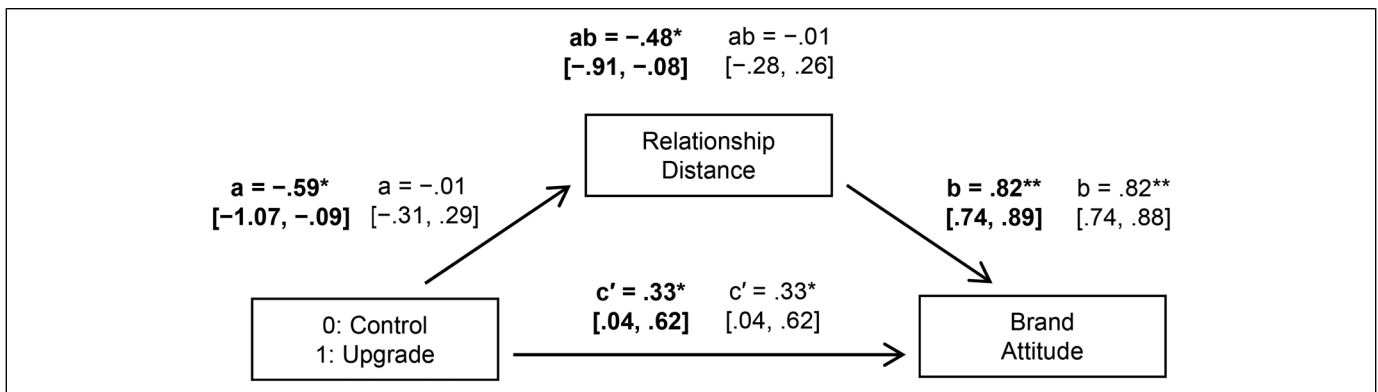 ab = −.48* ab = −.01
[−.91, −.08] [−.28, .26]
Relationship
Distance
a = −.59* a = −.01
[−1.07, −.09] [−.31, .29]
b = .82** b = .82**
[.74, .89] [.74, .88]
c′ = .33* c′ = .33*
[.04, .62] [.04, .62]
0: Control
1: Upgrade
Brand
Attitude